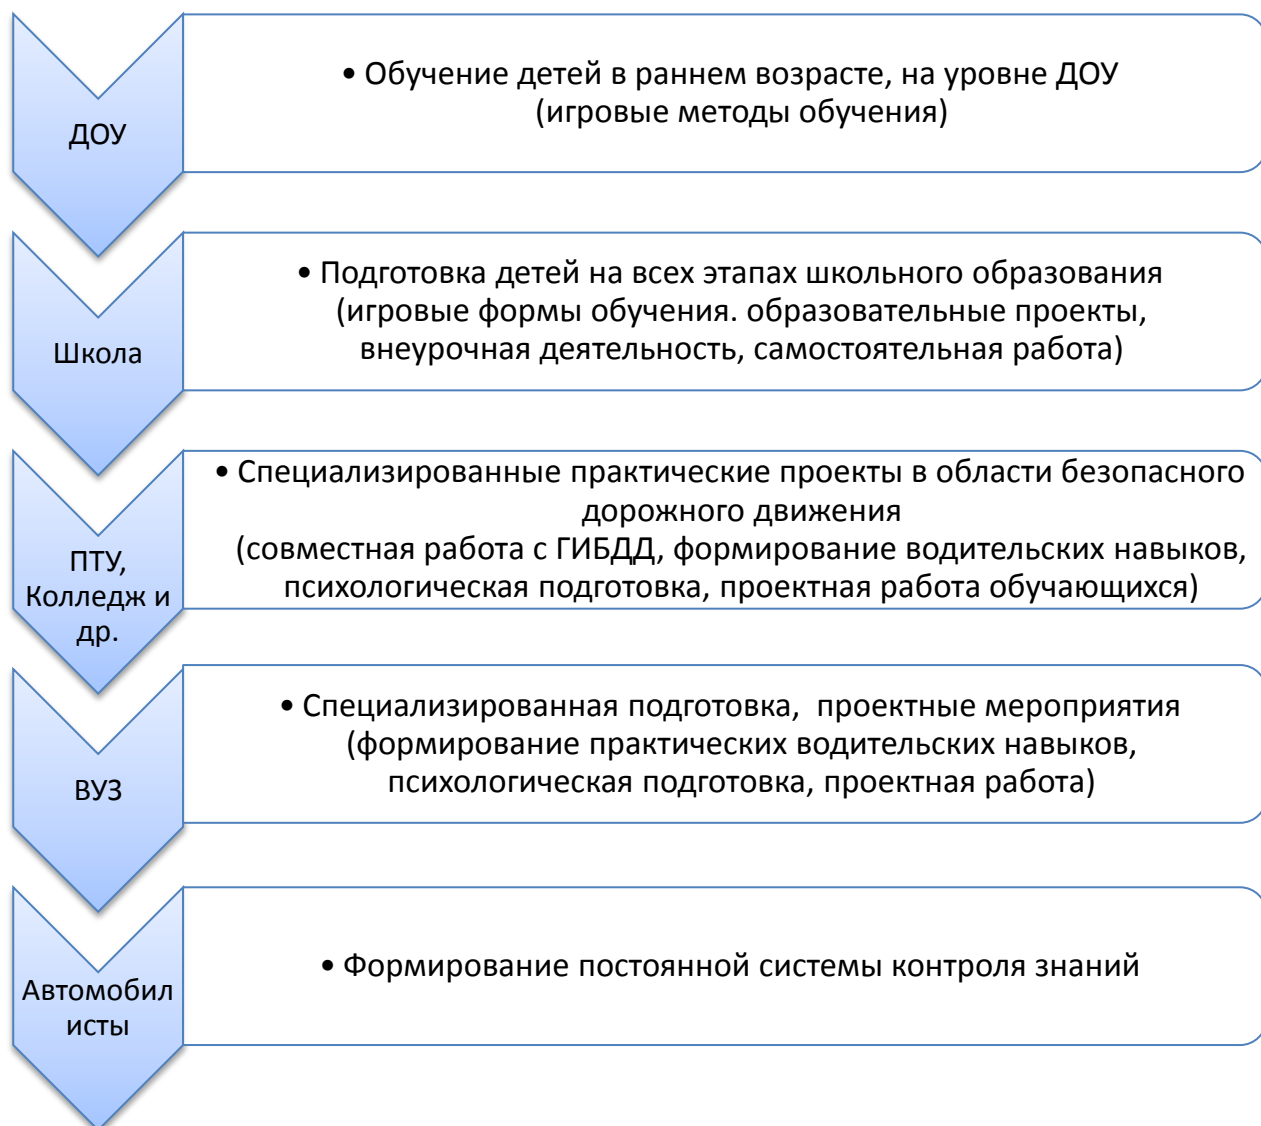 ДОУ
• Обучение детей в раннем возрасте, на уровне ДОУ
(игровые методы обучения)
Школа
• Подготовка детей на всех этапах школьного образования
(игровые формы обучения. образовательные проекты,
внеурочная деятельность, самостоятельная работа)
ПТУ,
Колледж и
др.
• Специализированные практические проекты в области безопасного
дорожного движения
(совместная работа с ГИБДД, формирование водительских навыков,
психологическая подготовка, проектная работа обучающихся)
ВУЗ
• Специализированная подготовка,  проектные мероприятия
(формирование практических водительских навыков,
психологическая подготовка, проектная работа)
Автомобил
исты
• Формирование постоянной системы контроля знаний